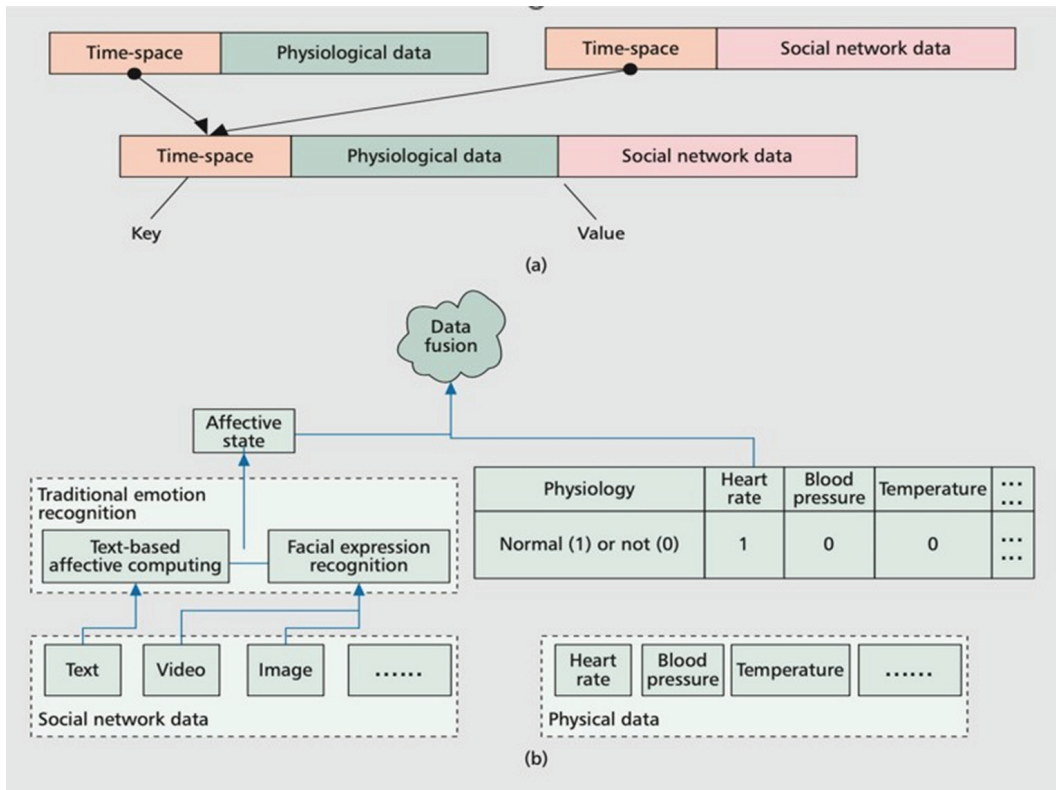 Time-space
Physiological data
Time-space
Social network data
Time-space
Physiological data
Social network data
Key
Value
(a)
Data
fusion
Affective
state
Traditional emotion
recognition
Text-based
affective computing
Facial expression
recognition
Physiology
Heart
rate
Blood
pressure
Temperature
...
...
Normal (1) or not (0)
1
0
0
...
...
Text
Video
Image
......
Social network data
Heart
rate
Blood
pressure
Temperature
......
Physical data
(b)